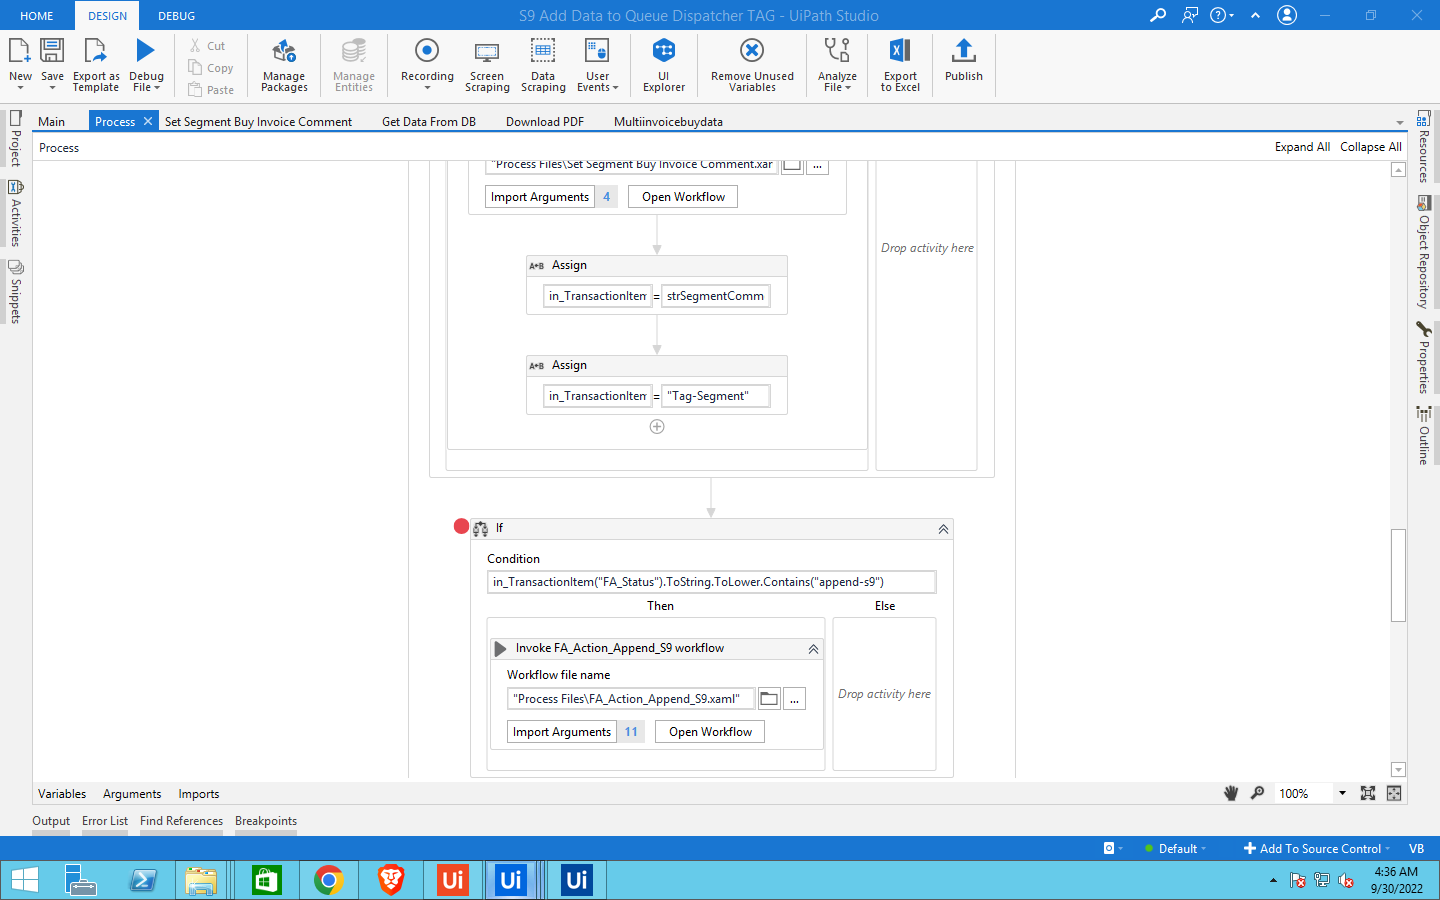 HOME DESIGN DEBUG S9 Add Data to Queue Dispatcher TAG - UiPath Studio
New Save Export as Template Debug File Cut Copy Paste Manage Packages Manage Entities Recording Screen Scraping Data Scraping User Events UI Explorer Remove Unused Variables Analyze File Export to Excel Publish
Main Process Set Segment Buy Invoice Comment Get Data From DB Download PDF Multiinvoicebuydata
Process Expand All Collapse All
Project
Activities
Snippets
Resources
Object Repository
Properties
Outline
"Process Files\Set Segment Buy Invoice Comment.xar ...
Import Arguments 4 Open Workflow
Drop activity here
A+B Assign
in_TransactionItem = strSegmentComm
A+B Assign
in_TransactionItem = "Tag-Segment"
If
Condition
in_TransactionItem("FA_Status").ToString.ToLower.Contains("append-s9")
Then Else
Invoke FA_Action_Append_S9 workflow
Workflow file name
"Process Files\FA_Action_Append_S9.xaml" ...
Drop activity here
Import Arguments 11 Open Workflow
Variables Arguments Imports 100%
Output Error List Find References Breakpoints
Default Add To Source Control VB
Ui Ui Ui
4:36 AM
9/30/2022